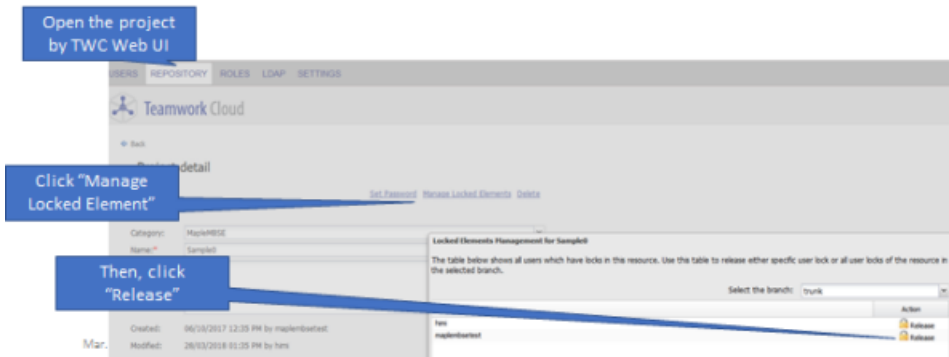 Open the project
by TWC Web UI
USERS REPOSITORY ROLES LDAP SETTINGS
Teamwork Cloud
Back
Project detail
Click “Manage
Locked Element”
Set Password Manage Locked Elements Delete
Category: MapleMBSE
Name:* Sample0
Locked Elements Management for Sample0
The table below shows all users which have locks in this resource. Use this table to release either specific user lock or all user locks of the resource in
the selected branch.
Then, click
“Release”
Select the branch: trunk
Action
hmi Release
maplembsetest Release
Created: 06/10/2017 12:35 PM by maplembsetest
Mar.
Modified: 28/03/2018 01:35 PM by hmi